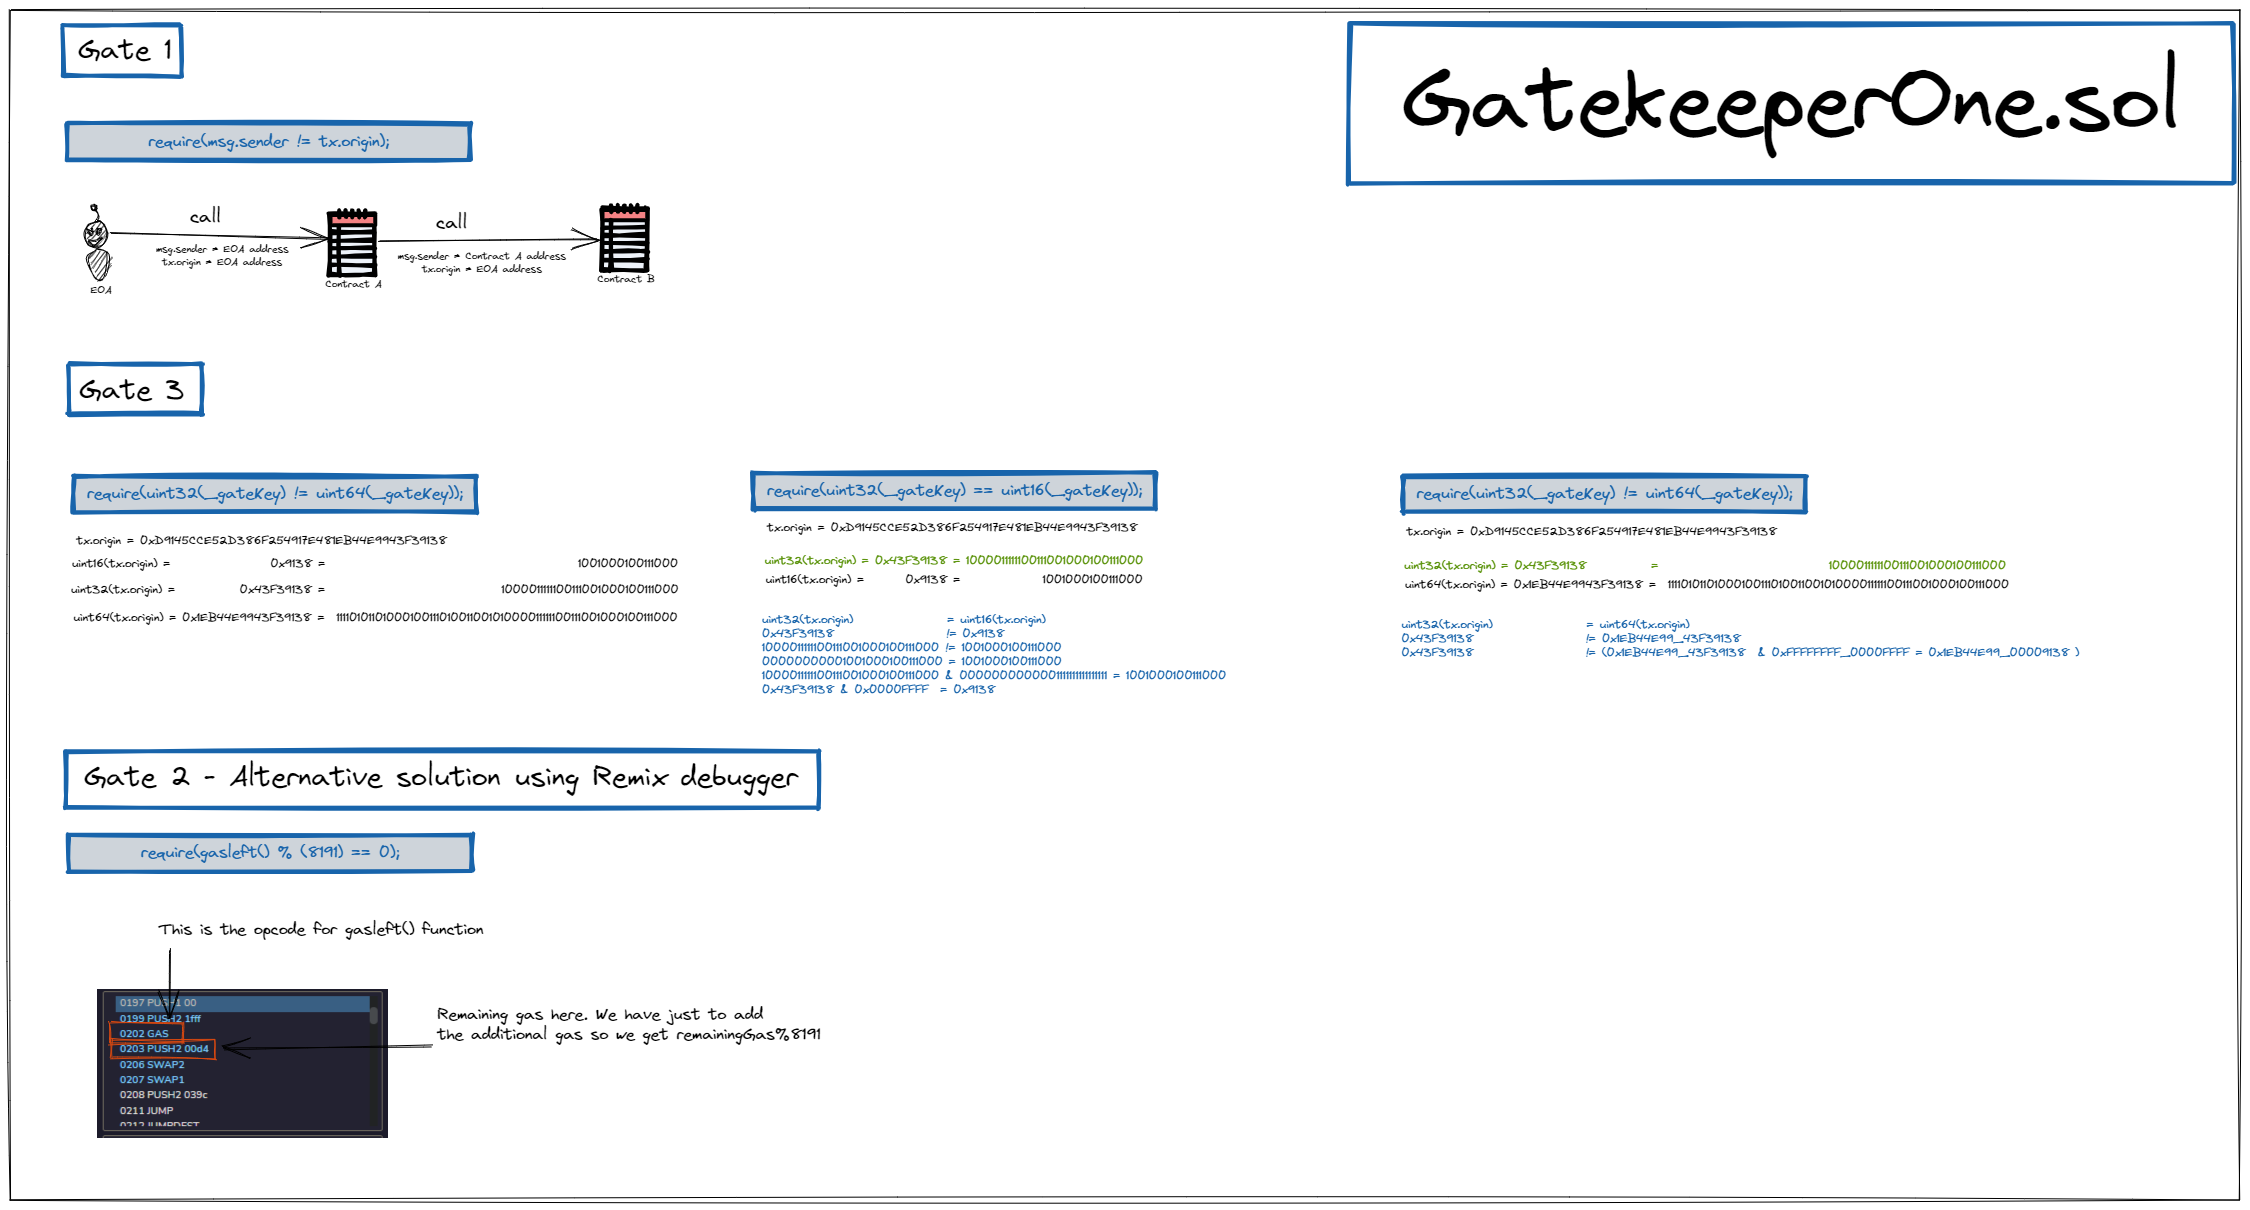 Gate 1
GatekeeperOne.sol
require(msg.sender != tx.origin);
call
call
msg.sender = EOA address
tx.origin = EOA address
msg.sender = Contract A address
tx.origin = EOA address
EOA
Contract A
Contract B
Gate 3
require(uint32(_gateKey) != uint64(_gateKey));
tx.origin = 0xD9145CCE52D386F254917E481EB44E9943F39138
uint16(tx.origin) = 0x9138 = 1001000100111000
uint32(tx.origin) = 0x43F39138 = 1000011111100111001000100111000
uint64(tx.origin) = 0x1EB44E9943F39138 = 1111010110100010011101001100101000011111100111001000100111000
require(uint32(_gateKey) == uint16(_gateKey));
tx.origin = 0xD9145CCE52D386F254917E481EB44E9943F39138
uint32(tx.origin) = 0x43F39138 = 1000011111100111001000100111000
uint16(tx.origin) = 0x9138 = 1001000100111000
uint32(tx.origin) = uint16(tx.origin)
0x43F39138 != 0x9138
1000011111100111001000100111000 != 1001000100111000
00000000001001000100111000 = 1001000100111000
1000011111100111001000100111000 & 00000000000001111111111111111 = 1001000100111000
0x43F39138 & 0x0000FFFF = 0x9138
require(uint32(_gateKey) != uint64(_gateKey));
tx.origin = 0xD9145CCE52D386F254917E481EB44E9943F39138
uint32(tx.origin) = 0x43F39138 = 1000011111100111001000100111000
uint64(tx.origin) = 0x1EB44E9943F39138 = 1111010110100010011101001100101000011111100111001000100111000
uint32(tx.origin) = uint64(tx.origin)
0x43F39138 != 0x1EB44E99_43F39138
0x43F39138 != (0x1EB44E99_43F39138 & 0xFFFFFFFF_0000FFFF = 0x1EB44E99_00009138 )
Gate 2 - Alternative solution using Remix debugger
require(gasleft() % (8191) == 0);
This is the opcode for gasleft() function
0197 PUSH1 00
0199 PUSH2 1fff
0202 GAS
0203 PUSH2 00d4
0206 SWAP2
0207 SWAP1
0208 PUSH2 039c
0211 JUMP
0212 JUMPDEST
Remaining gas here. We have just to add
the additional gas so we get remainingGas%8191